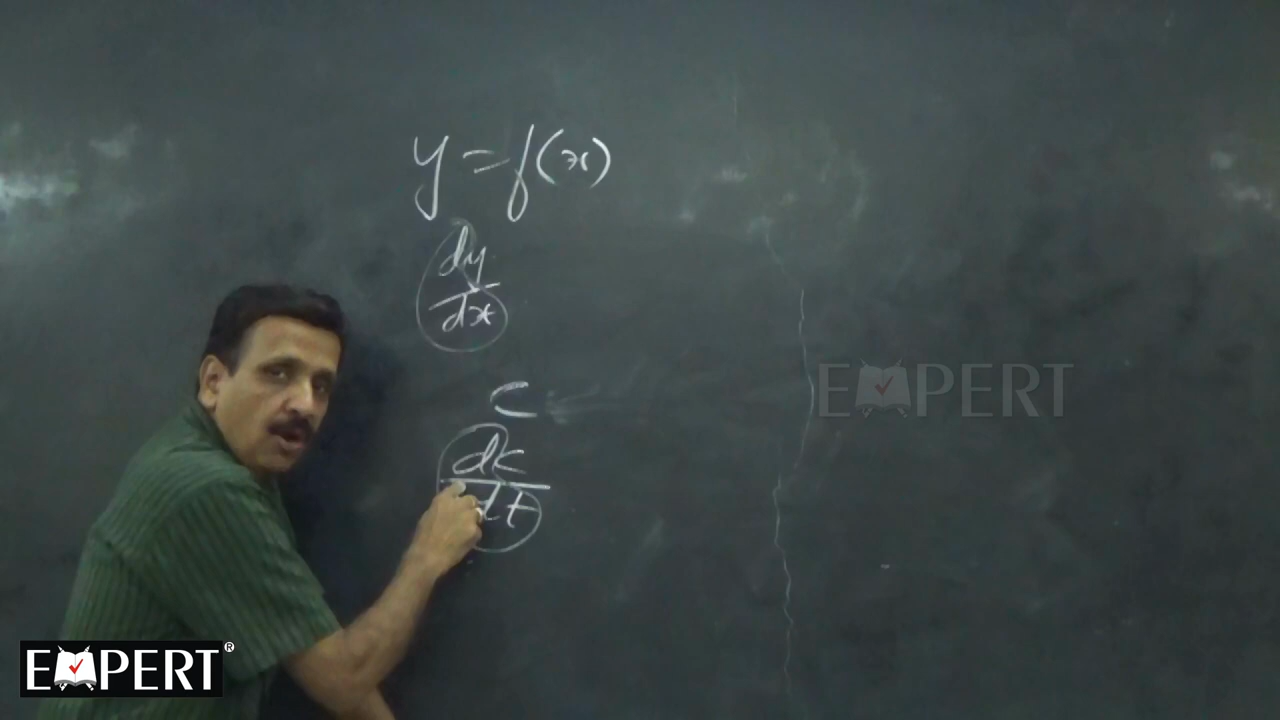 y = f(x)
dy
dx
C
dc
dt
EXPERT
EXPERT®